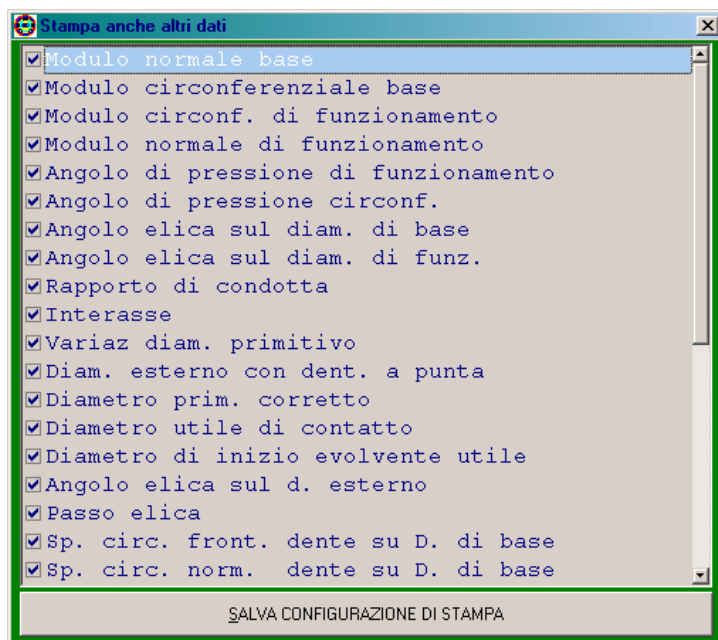 Stampa anche altri dati
Modulo normale base
Modulo circonferenziale base
Modulo circonf. di funzionamento
Modulo normale di funzionamento
Angolo di pressione di funzionamento
Angolo di pressione circonf.
Angolo elica sul diam. di base
Angolo elica sul diam. di funz.
Rapporto di condotta
Interasse
Variaz diam. primitivo
Diam. esterno con dent. a punta
Diametro prim. corretto
Diametro utile di contatto
Diametro di inizio evolvente utile
Angolo elica sul d. esterno
Passo elica
Sp. circ. front. dente su D. di base
Sp. circ. norm.  dente su D. di base
SALVA CONFIGURAZIONE DI STAMPA